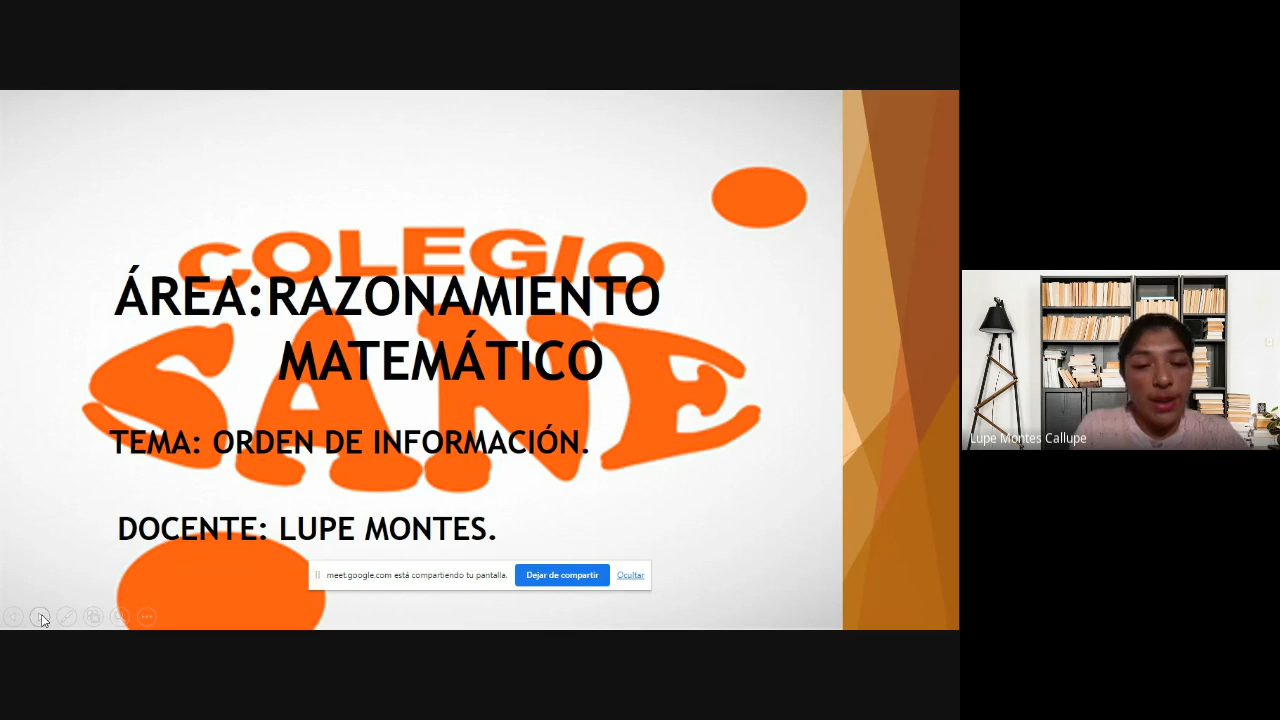 COLEGIO
SANE
ÁREA:RAZONAMIENTO
MATEMÁTICO
TEMA: ORDEN DE INFORMACIÓN.
DOCENTE: LUPE MONTES.
meet.google.com está compartiendo tu pantalla.
Dejar de compartir
Ocultar
Lupe Montes Callupe